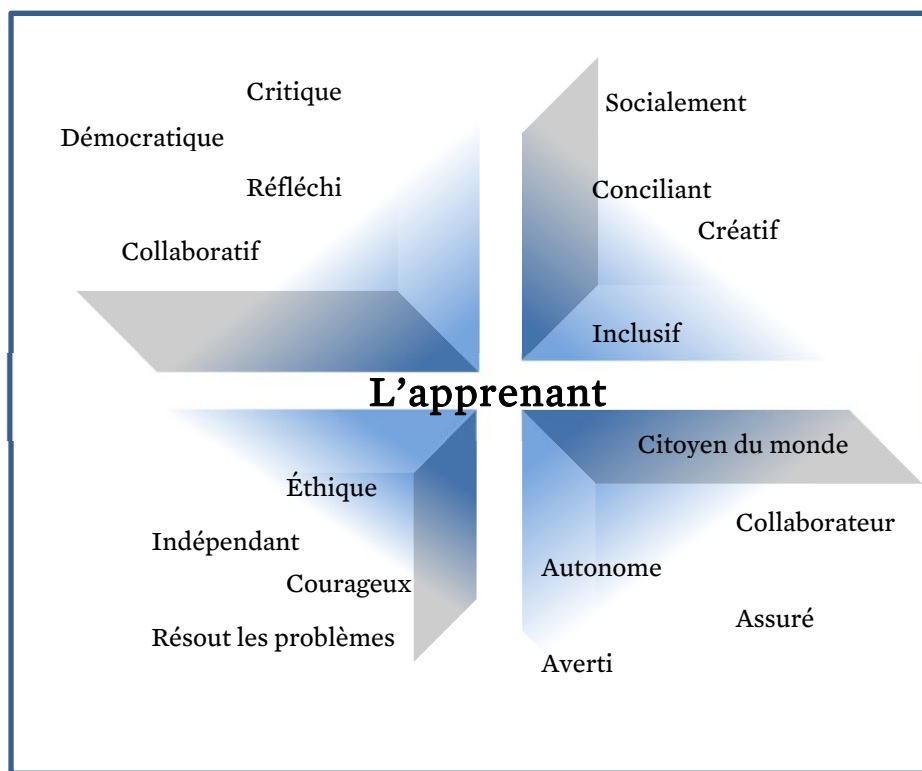 Critique
Démocratique
Réfléchi
Collaboratif
Socialement
Conciliant
Créatif
Inclusif
L’apprenant
Éthique
Indépendant
Courageux
Résout les problèmes
Citoyen du monde
Collaborateur
Autonome
Assuré
Averti